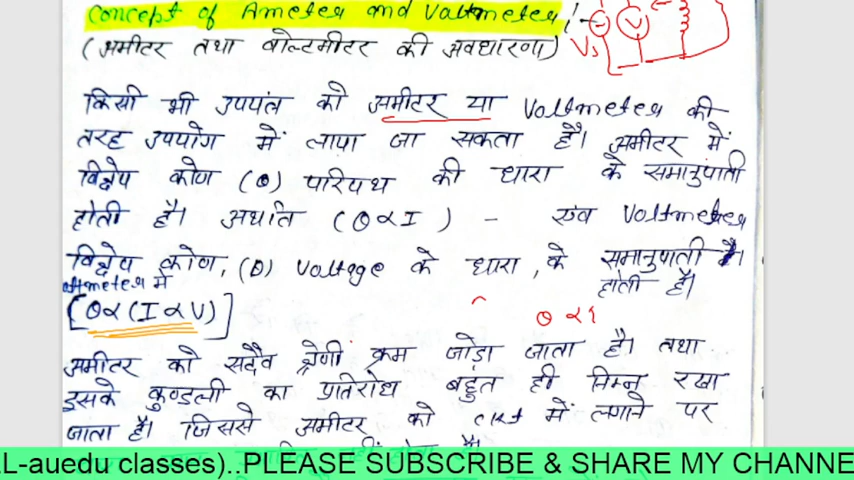 Concept of Ameter and Voltmeter :-
(अमीटर तथा वोल्टमीटर की अवधारणा)
Vs
V
किसी भी उपयंत्र को अमीटर या Voltmeter की
तरह उपयोग में लाया जा सकता है। अमीटर में
विक्षेप कोण (θ) परिपथ की धारा के समानुपाती
होती है। अर्थात (θ∝I) - एंव Voltmeter
विक्षेप कोण, (θ) Voltage के धारा, के समानुपाती
होती है।
voltmeter में
[θ∝(I∝V)]
θ ∝ I
अमीटर को सदैव श्रेणी क्रम जोड़ा जाता है। तथा
इसके कुण्डली का प्रतिरोध बहुत ही निम्न रखा
जाता है। जिससे अमीटर को ckt में लगाने पर
L-auedu classes)..PLEASE SUBSCRIBE & SHARE MY CHANNE